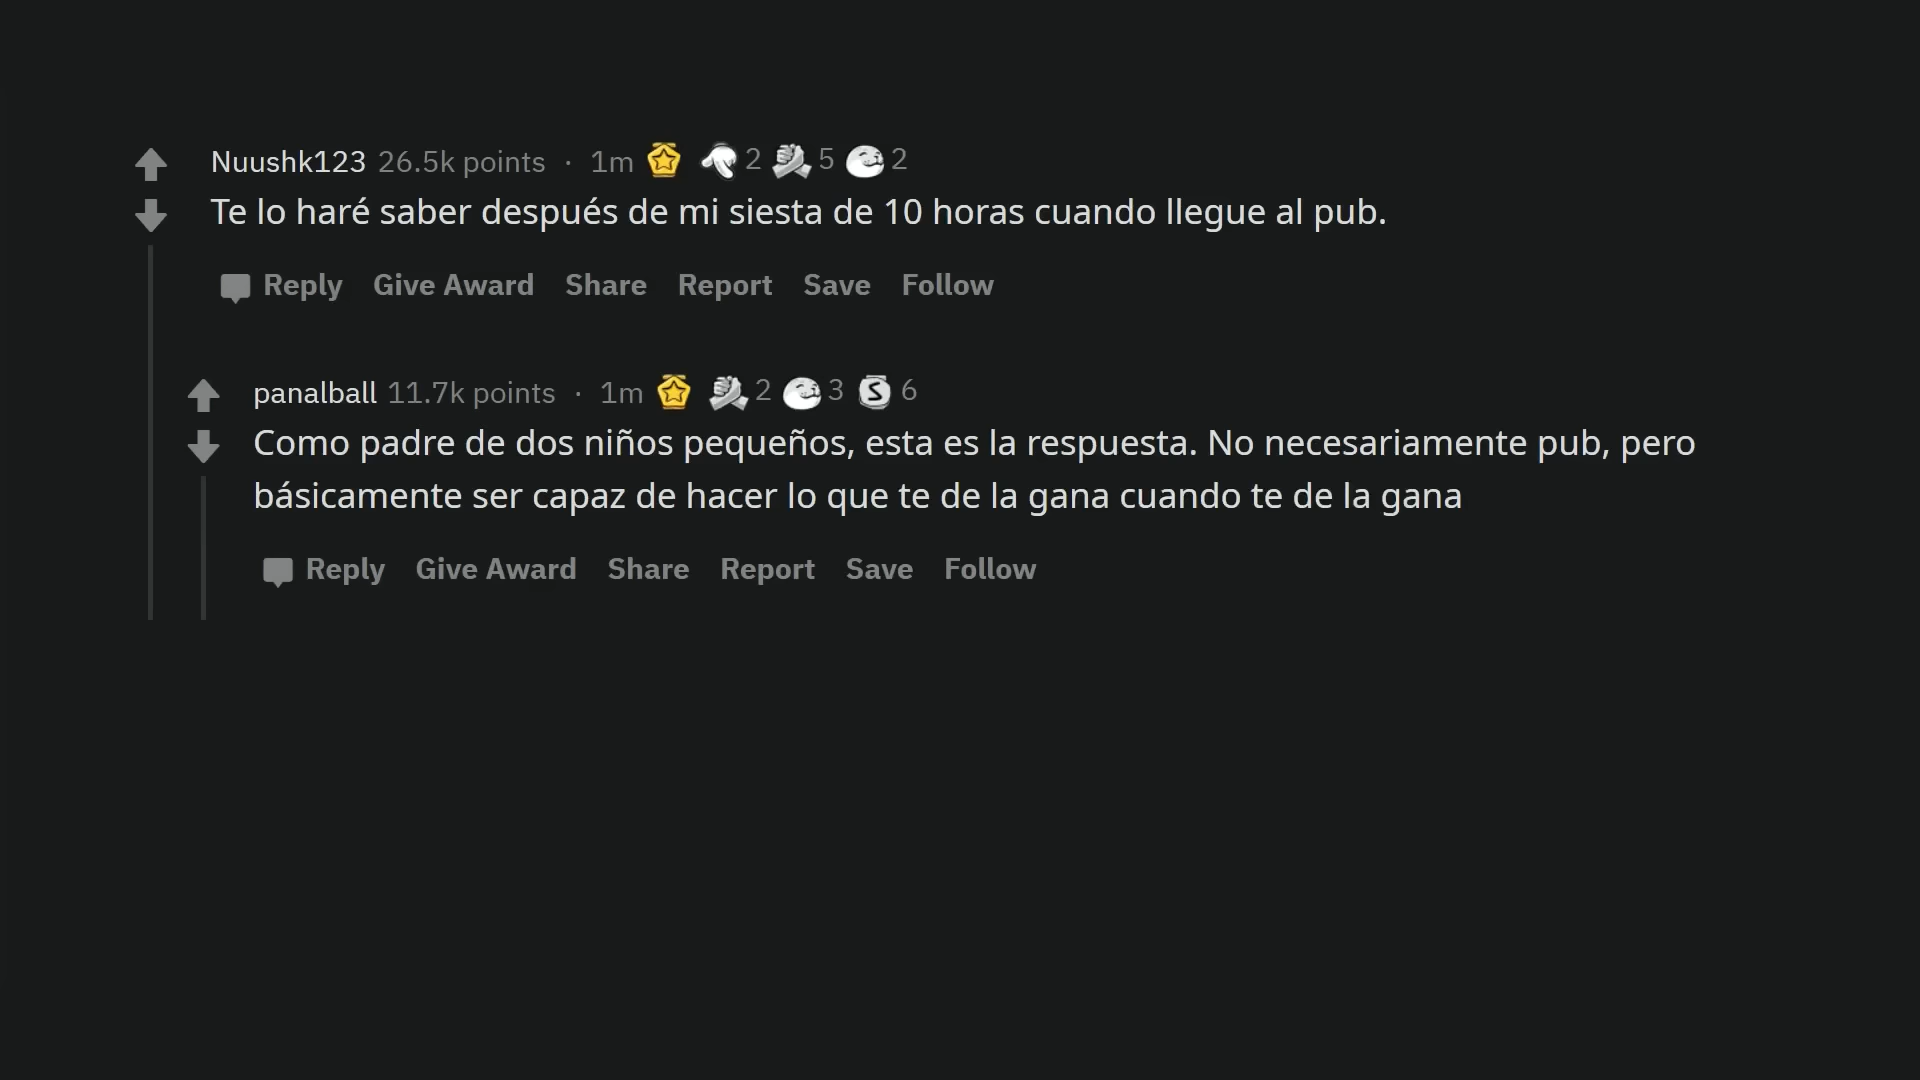 Nuushk123 26.5k points · 1m 2 5 2
Te lo haré saber después de mi siesta de 10 horas cuando llegue al pub.
Reply Give Award Share Report Save Follow
panalball 11.7k points · 1m 2 3 S 6
Como padre de dos niños pequeños, esta es la respuesta. No necesariamente pub, pero
básicamente ser capaz de hacer lo que te de la gana cuando te de la gana
Reply Give Award Share Report Save Follow